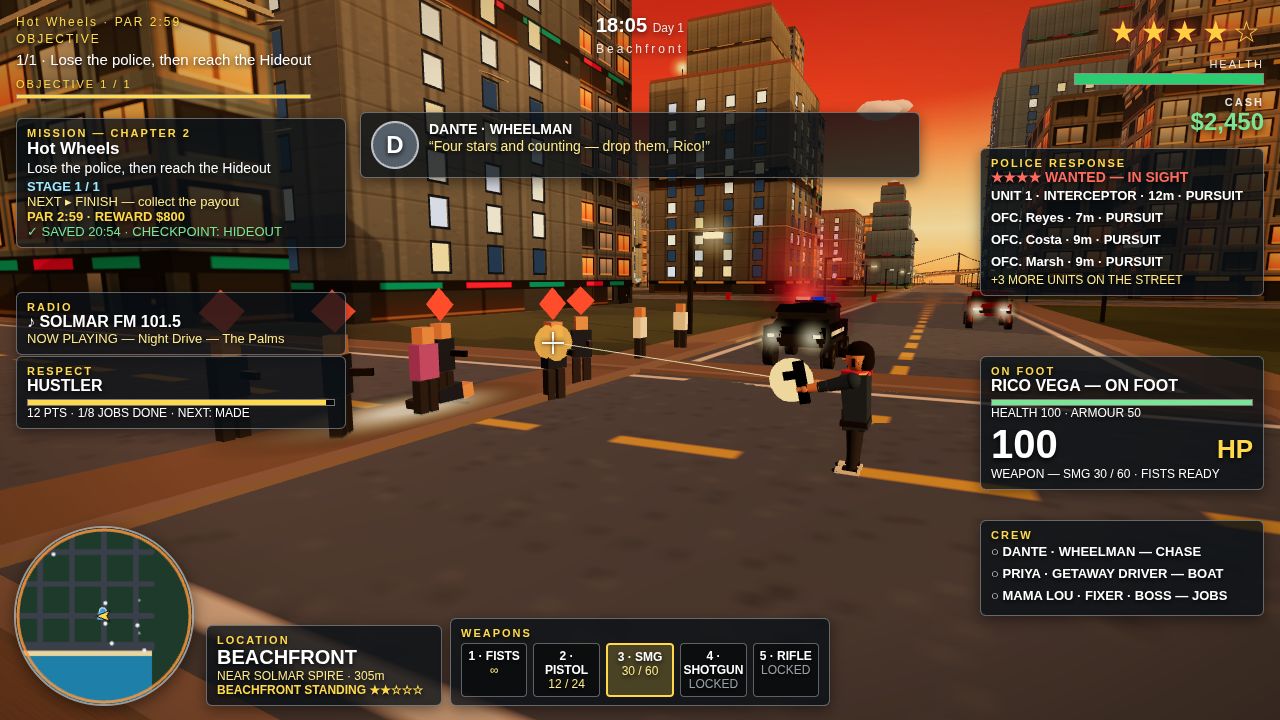 Hot Wheels · PAR 2:59
OBJECTIVE
1/1 · Lose the police, then reach the Hideout
OBJECTIVE 1 / 1
MISSION — CHAPTER 2
Hot Wheels
Lose the police, then reach the Hideout
STAGE 1 / 1
NEXT ▸ FINISH — collect the payout
PAR 2:59 · REWARD $800
✓ SAVED 20:54 · CHECKPOINT: HIDEOUT
RADIO
♪ SOLMAR FM 101.5
NOW PLAYING — Night Drive — The Palms
RESPECT
HUSTLER
12 PTS · 1/8 JOBS DONE · NEXT: MADE
18:05 Day 1
Beachfront
D
DANTE · WHEELMAN
“Four stars and counting — drop them, Rico!”
★★★★☆
HEALTH
CASH
$2,450
POLICE RESPONSE
★★★★ WANTED — IN SIGHT
UNIT 1 · INTERCEPTOR · 12m · PURSUIT
OFC. Reyes · 7m · PURSUIT
OFC. Costa · 9m · PURSUIT
OFC. Marsh · 9m · PURSUIT
+3 MORE UNITS ON THE STREET
ON FOOT
RICO VEGA — ON FOOT
HEALTH 100 · ARMOUR 50
100 HP
WEAPON — SMG 30 / 60 · FISTS READY
CREW
○ DANTE · WHEELMAN — CHASE
○ PRIYA · GETAWAY DRIVER — BOAT
○ MAMA LOU · FIXER · BOSS — JOBS
LOCATION
BEACHFRONT
NEAR SOLMAR SPIRE · 305m
BEACHFRONT STANDING ★★☆☆☆
WEAPONS
1 · FISTS
∞
2 · PISTOL
12 / 24
3 · SMG
30 / 60
4 · SHOTGUN
LOCKED
5 · RIFLE
LOCKED